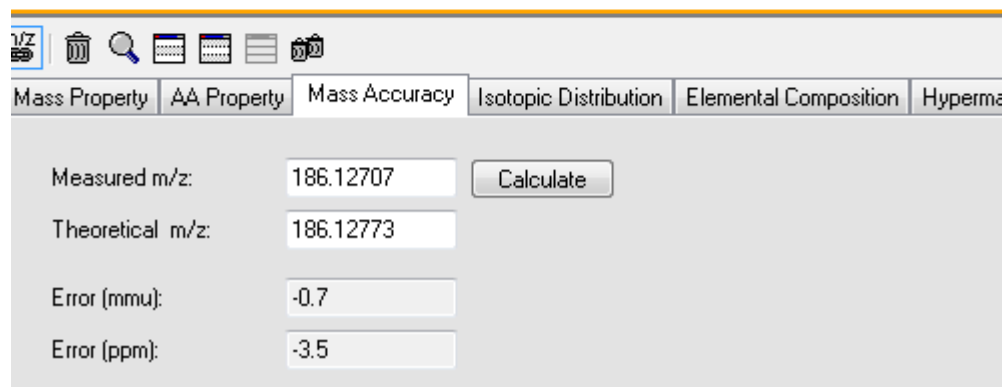 Mass Property AA Property Mass Accuracy Isotopic Distribution Elemental Composition
Measured m/z: 186.12707 Calculate
Theoretical m/z: 186.12773
Error (mmu): -0.7
Error (ppm): -3.5